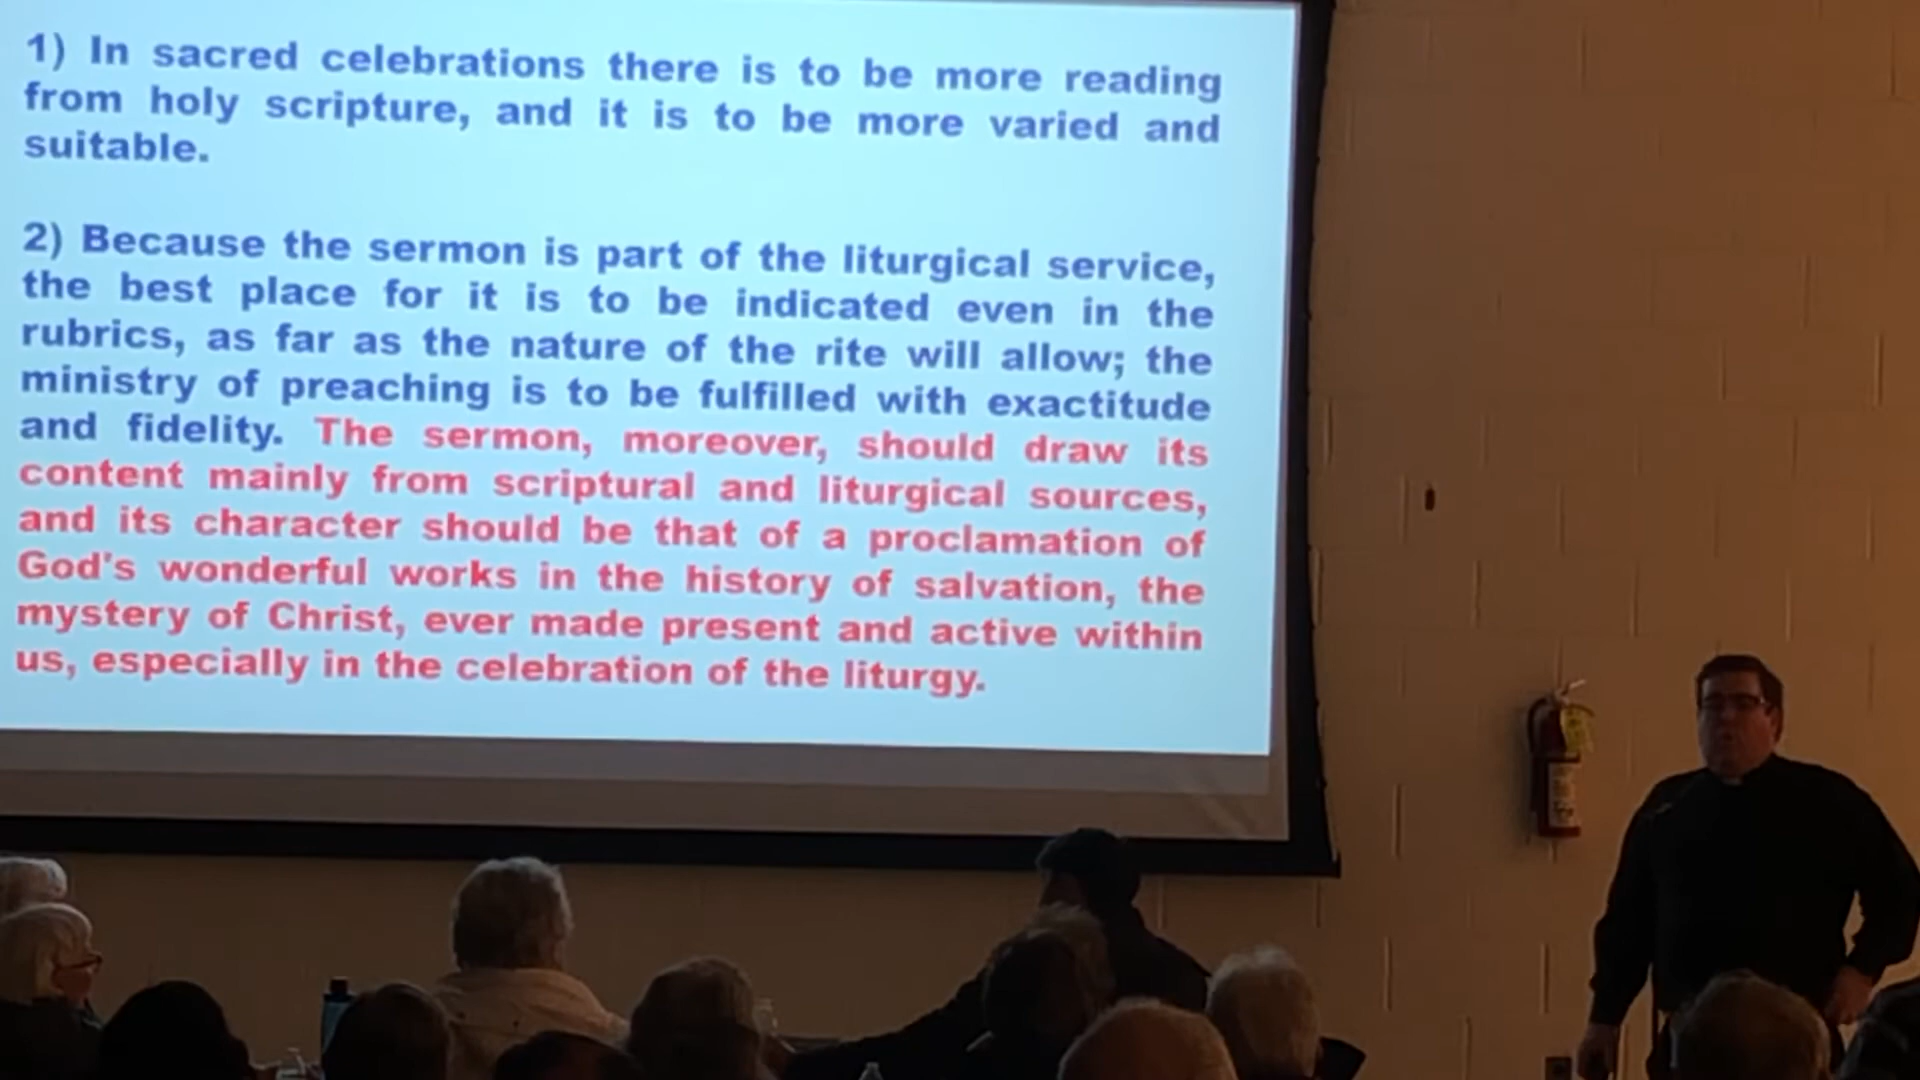 1) In sacred celebrations there is to be more reading
from holy scripture, and it is to be more varied and
suitable.
2) Because the sermon is part of the liturgical service,
the best place for it is to be indicated even in the
rubrics, as far as the nature of the rite will allow; the
ministry of preaching is to be fulfilled with exactitude
and fidelity. The sermon, moreover, should draw its
content mainly from scriptural and liturgical sources,
and its character should be that of a proclamation of
God's wonderful works in the history of salvation, the
mystery of Christ, ever made present and active within
us, especially in the celebration of the liturgy.